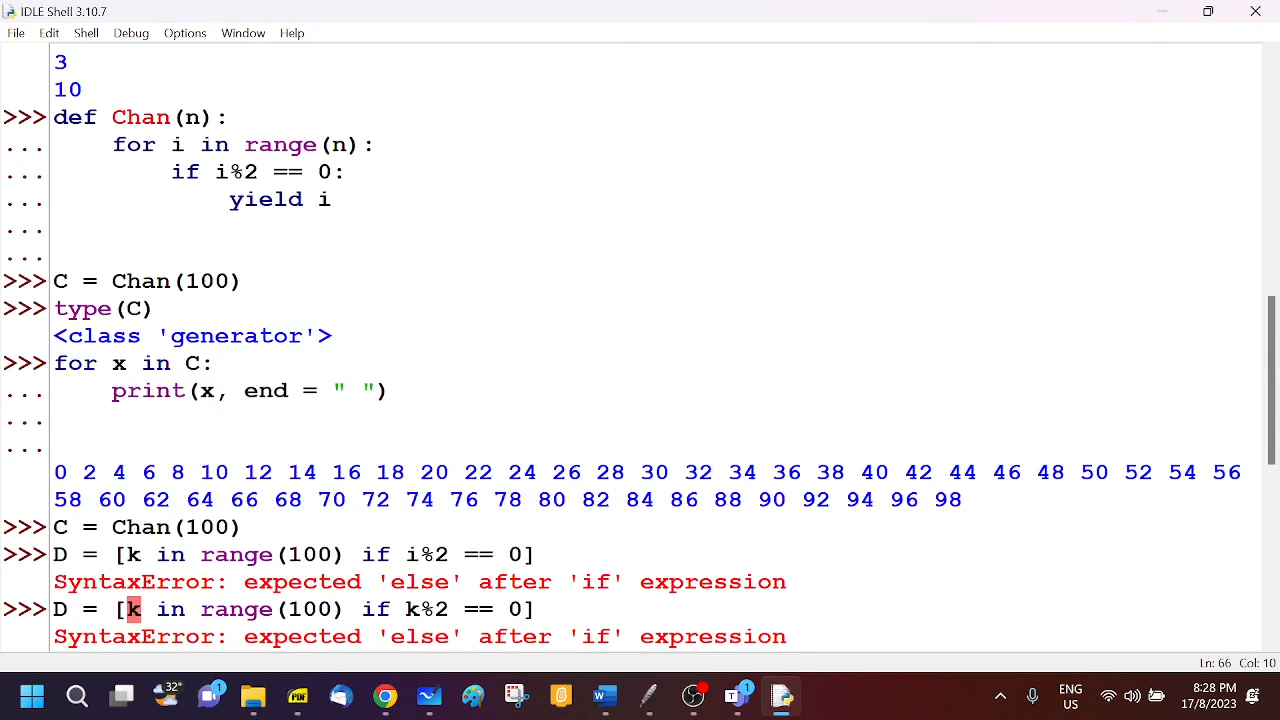 IDLE Shell 3.10.7
File Edit Shell Debug Options Window Help
3
10
>>> def Chan(n):
...     for i in range(n):
...         if i%2 == 0:
...             yield i
...
...
>>> C = Chan(100)
>>> type(C)
<class 'generator'>
>>> for x in C:
...     print(x, end = " ")
...
...
0 2 4 6 8 10 12 14 16 18 20 22 24 26 28 30 32 34 36 38 40 42 44 46 48 50 52 54 56
58 60 62 64 66 68 70 72 74 76 78 80 82 84 86 88 90 92 94 96 98
>>> C = Chan(100)
>>> D = [k in range(100) if i%2 == 0]
SyntaxError: expected 'else' after 'if' expression
>>> D = [k in range(100) if k%2 == 0]
SyntaxError: expected 'else' after 'if' expression
Ln: 66 Col: 10
32°
1
PDF
1
ENG
US
8:28 PM
17/8/2023